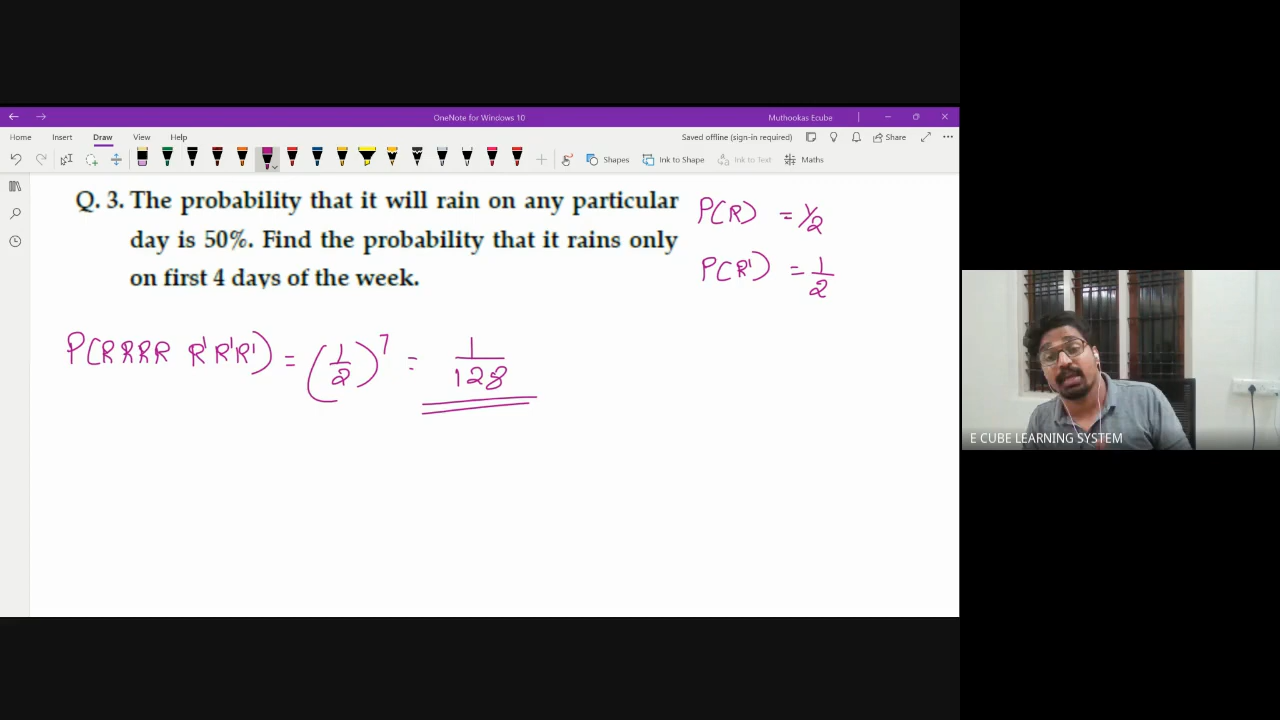 OneNote for Windows 10
Muthookas Ecube
Home Insert Draw View Help
Saved offline (sign-in required)
Share
Shapes
Ink to Shape
Ink to Text
Maths
Q. 3. The probability that it will rain on any particular
day is 50%. Find the probability that it rains only
on first 4 days of the week.
P(R) = 1/2
P(R') = 1/2
P(RRRR R'R'R') = (1/2)^7 = 1/128
E CUBE LEARNING SYSTEM